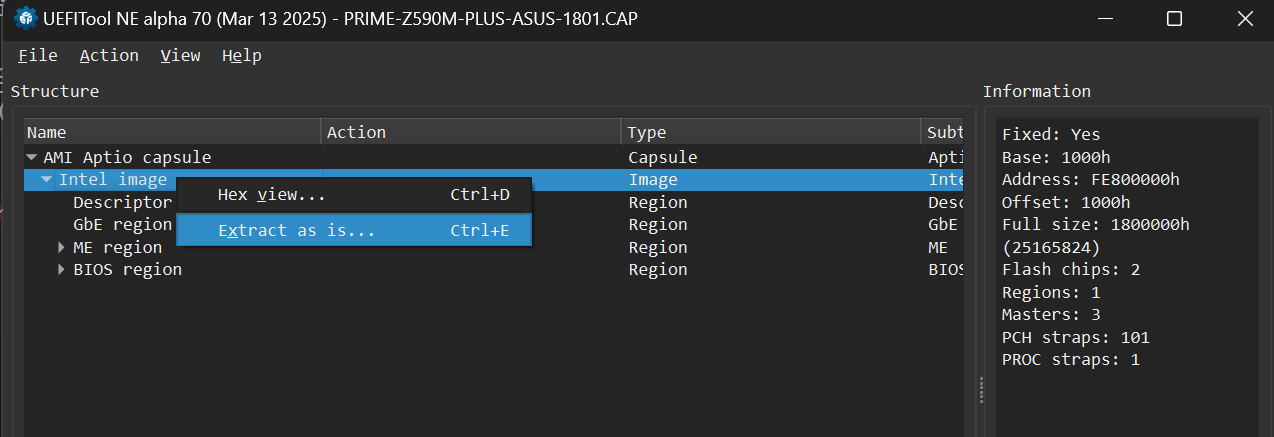 UEFITool NE alpha 70 (Mar 13 2025) - PRIME-Z590M-PLUS-ASUS-1801.CAP
File Action View Help
Structure
Name Action Type Subt
AMI Aptio capsule Capsule Apti
Intel image Image Inte
Descriptor Region Desc
GbE region Region GbE
ME region Region ME
BIOS region Region BIOS
Hex view... Ctrl+D
Extract as is... Ctrl+E
Information
Fixed: Yes
Base: 1000h
Address: FE800000h
Offset: 1000h
Full size: 1800000h
(25165824)
Flash chips: 2
Regions: 1
Masters: 3
PCH straps: 101
PROC straps: 1